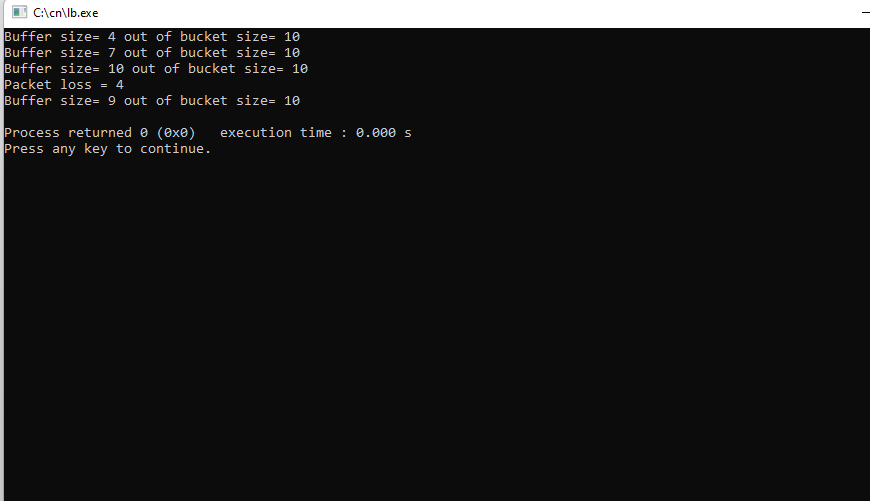 C:\cn\lb.exe
Buffer size= 4 out of bucket size= 10
Buffer size= 7 out of bucket size= 10
Buffer size= 10 out of bucket size= 10
Packet loss = 4
Buffer size= 9 out of bucket size= 10
Process returned 0 (0x0)   execution time : 0.000 s
Press any key to continue.